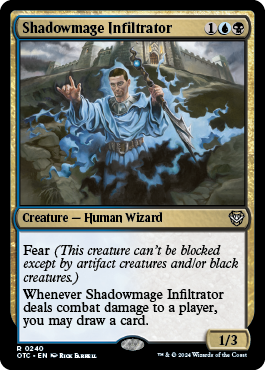 Shadowmage Infiltrator 1
Creature — Human Wizard
Fear (This creature can't be blocked
except by artifact creatures and/or black
creatures.)
Whenever Shadowmage Infiltrator
deals combat damage to a player,
you may draw a card.
1/3
R 0240
OTC • EN Rick Farrell
™ & © 2024 Wizards of the Coast